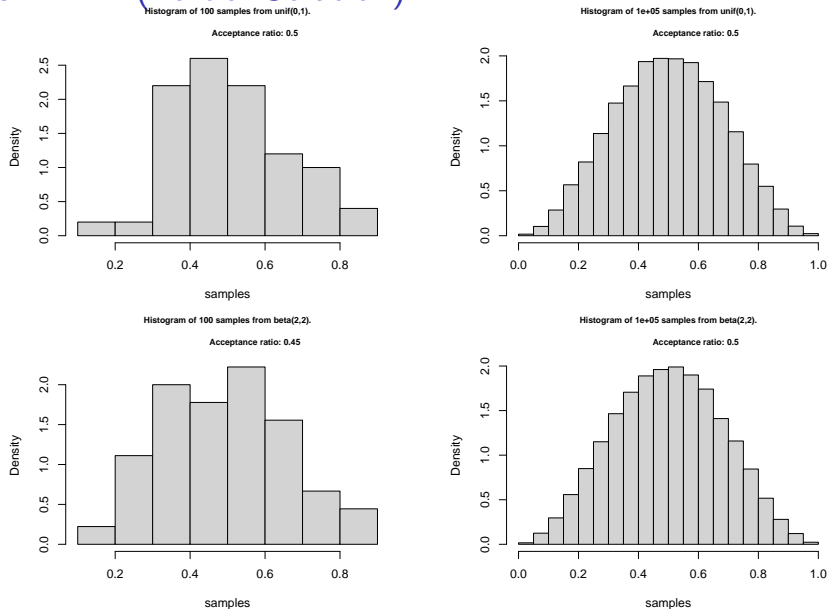 Histogram of 100 samples from unif(0,1).
Acceptance ratio: 0.5
Density
0.0 0.5 1.0 1.5 2.0 2.5
0.2 0.4 0.6 0.8
samples
Histogram of 1e+05 samples from unif(0,1).
Acceptance ratio: 0.5
Density
0.0 0.5 1.0 1.5 2.0
0.0 0.2 0.4 0.6 0.8 1.0
samples
Histogram of 100 samples from beta(2,2).
Acceptance ratio: 0.45
Density
0.0 0.5 1.0 1.5 2.0
0.2 0.4 0.6 0.8
samples
Histogram of 1e+05 samples from beta(2,2).
Acceptance ratio: 0.5
Density
0.0 0.5 1.0 1.5 2.0
0.0 0.2 0.4 0.6 0.8 1.0
samples